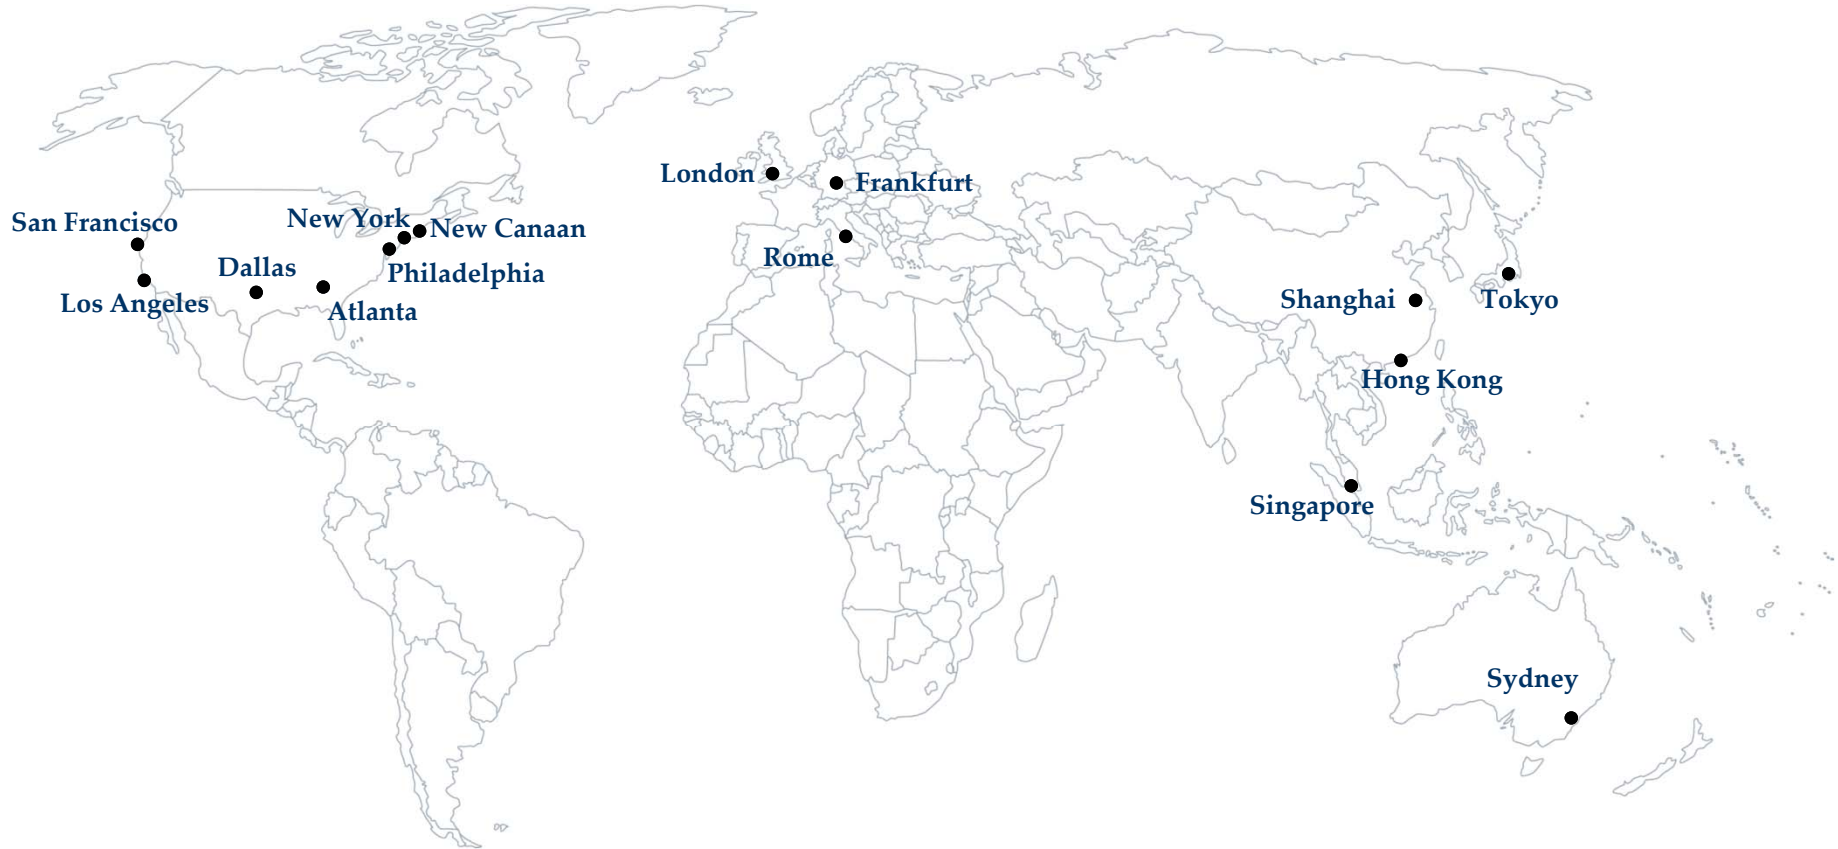 London
Frankfurt
San Francisco
New York
New Canaan
Rome
Dallas
Philadelphia
Los Angeles
Atlanta
Shanghai
Tokyo
Hong Kong
Singapore
Sydney